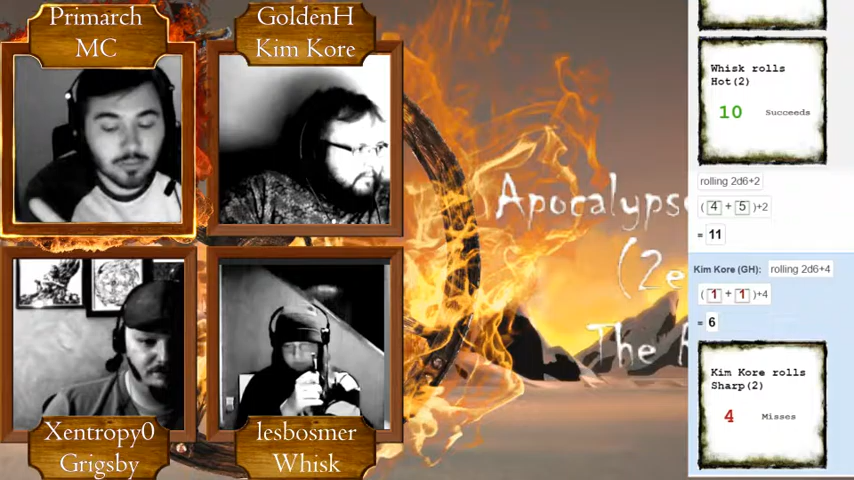 Primarch
MC
GoldenH
Kim Kore
Xentropy0
Grigsby
lesbosmer
Whisk
Apocalypse
(2e
The
Whisk rolls
Hot(2)
10 Succeeds
rolling 2d6+2
(4+5)+2
= 11
Kim Kore (GH): rolling 2d6+4
(1+1)+4
= 6
Kim Kore rolls
Sharp(2)
4 Misses